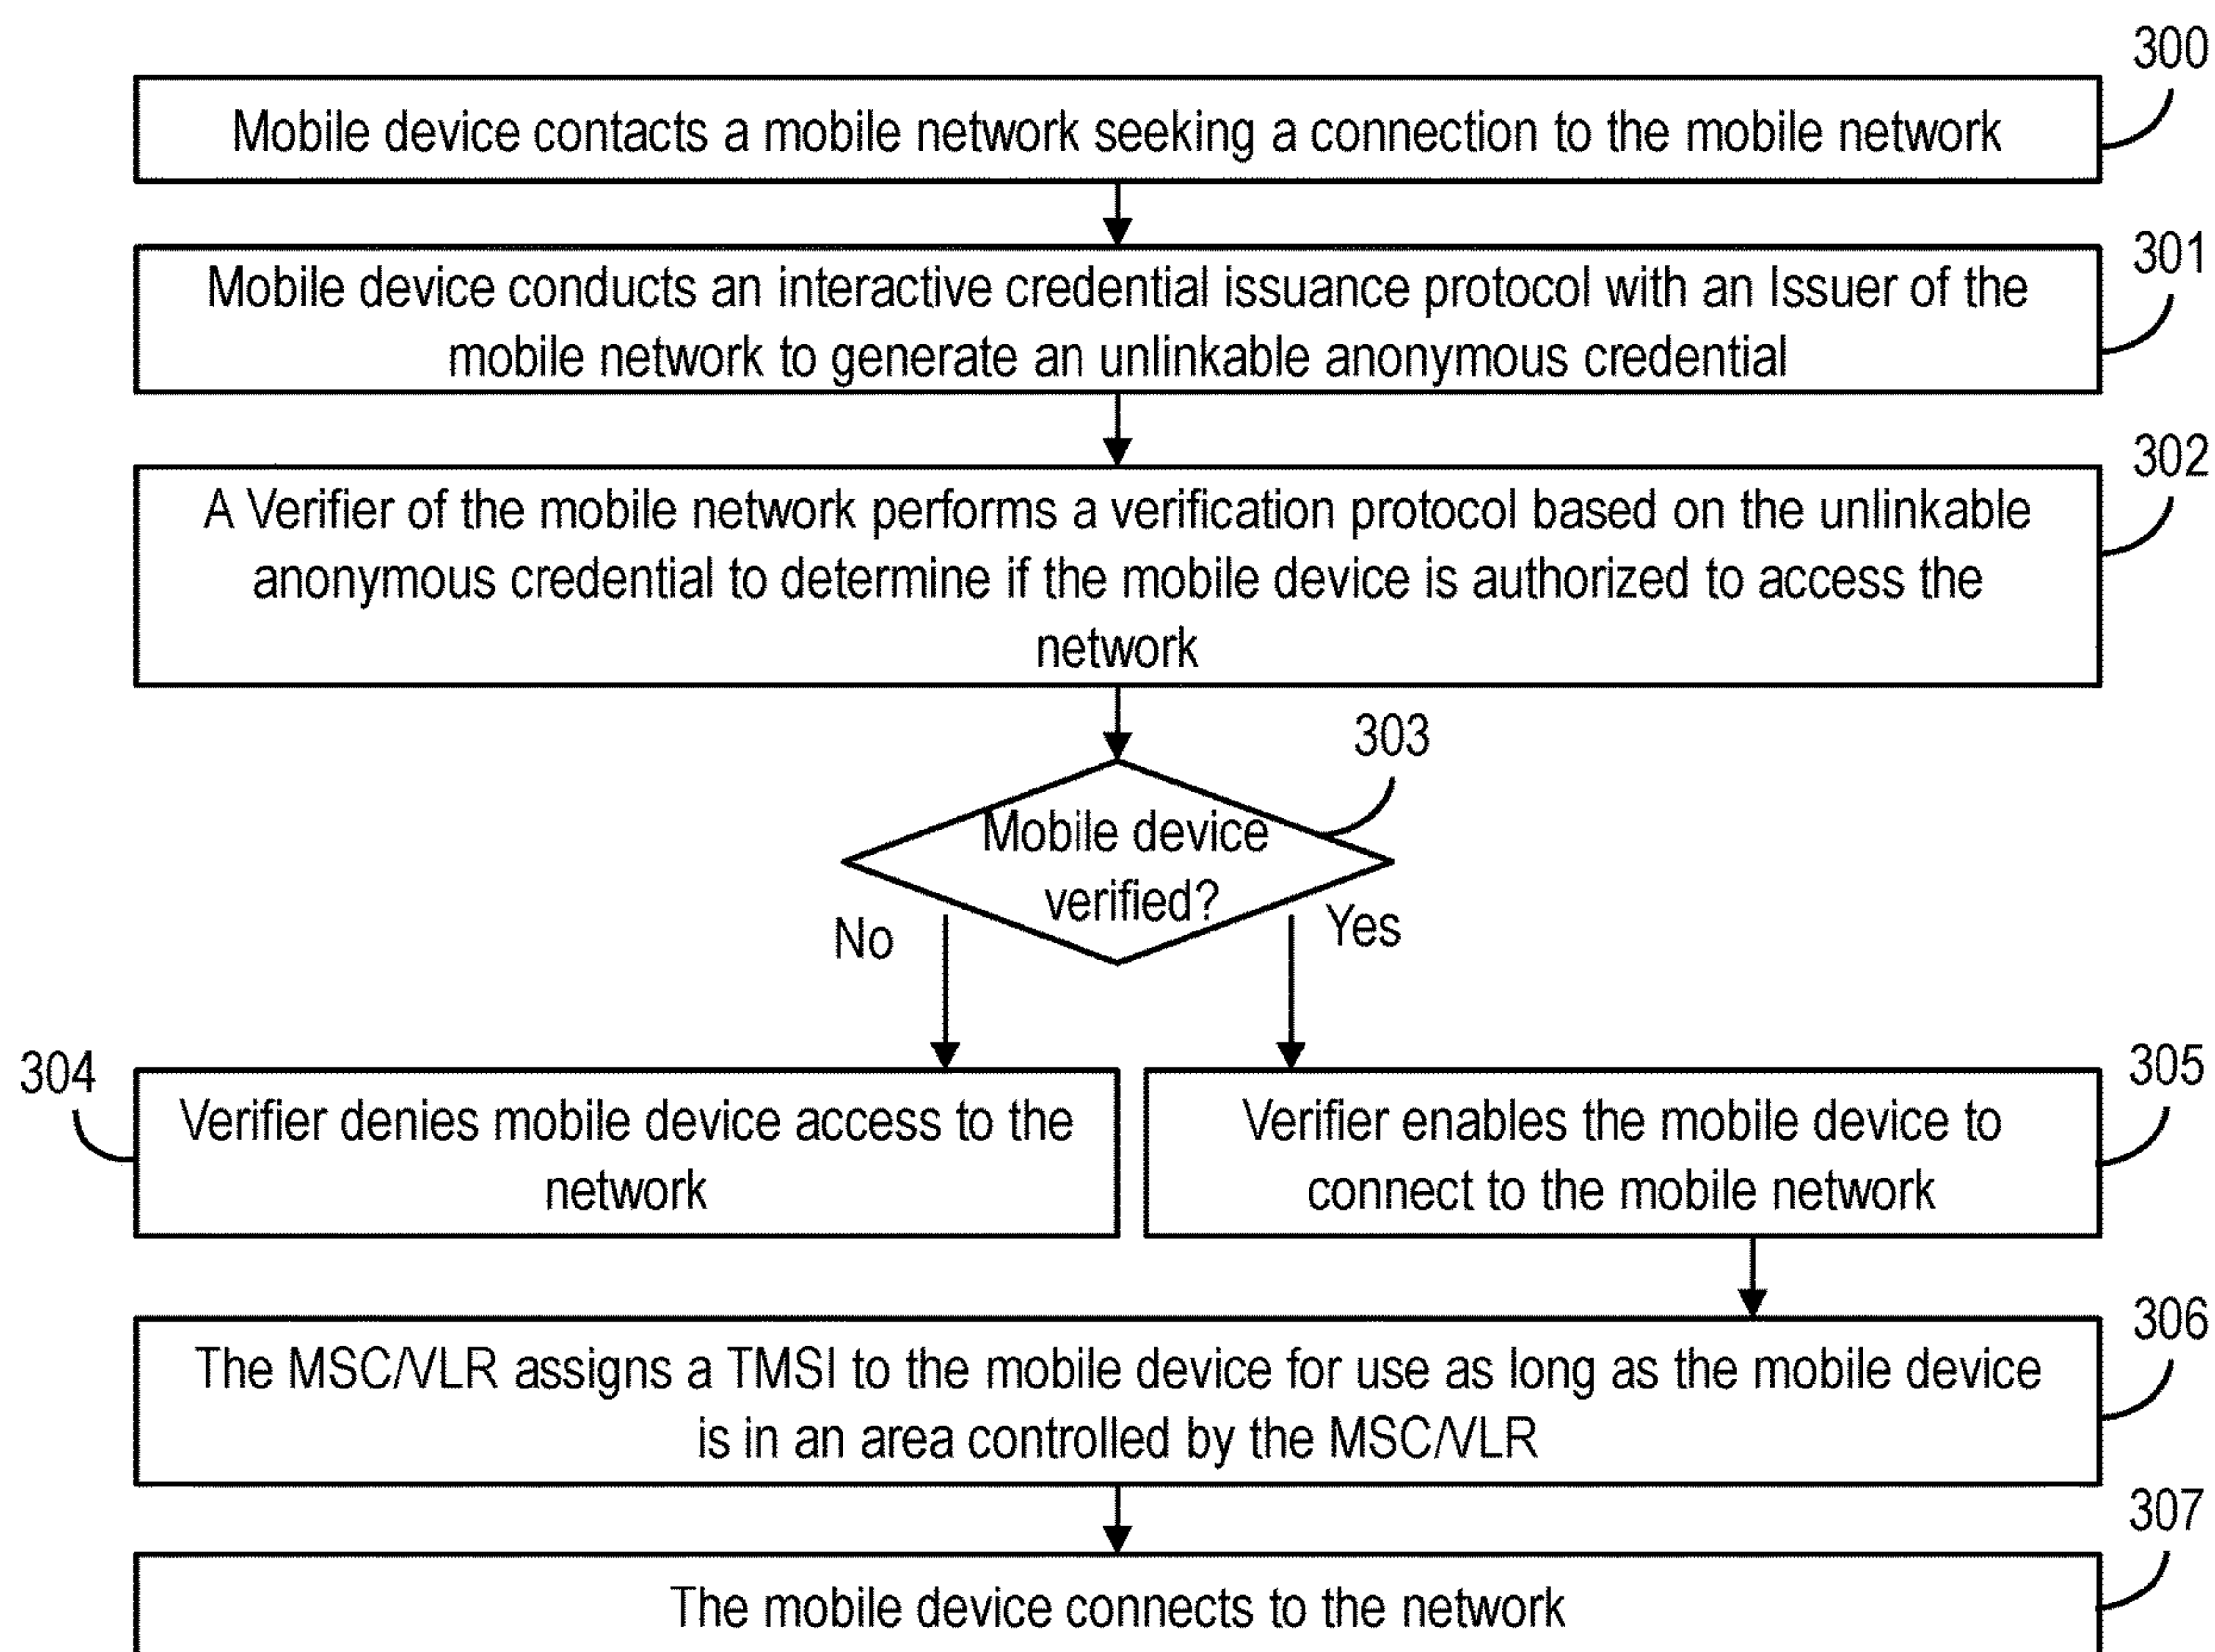 300
Mobile device contacts a mobile network seeking a connection to the mobile network
301
Mobile device conducts an interactive credential issuance protocol with an Issuer of the
mobile network to generate an unlinkable anonymous credential
302
A Verifier of the mobile network performs a verification protocol based on the unlinkable
anonymous credential to determine if the mobile device is authorized to access the
network
303
Mobile device
verified?
No
Yes
304
Verifier denies mobile device access to the
network
305
Verifier enables the mobile device to
connect to the mobile network
306
The MSC/VLR assigns a TMSI to the mobile device for use as long as the mobile device
is in an area controlled by the MSC/VLR
307
The mobile device connects to the network